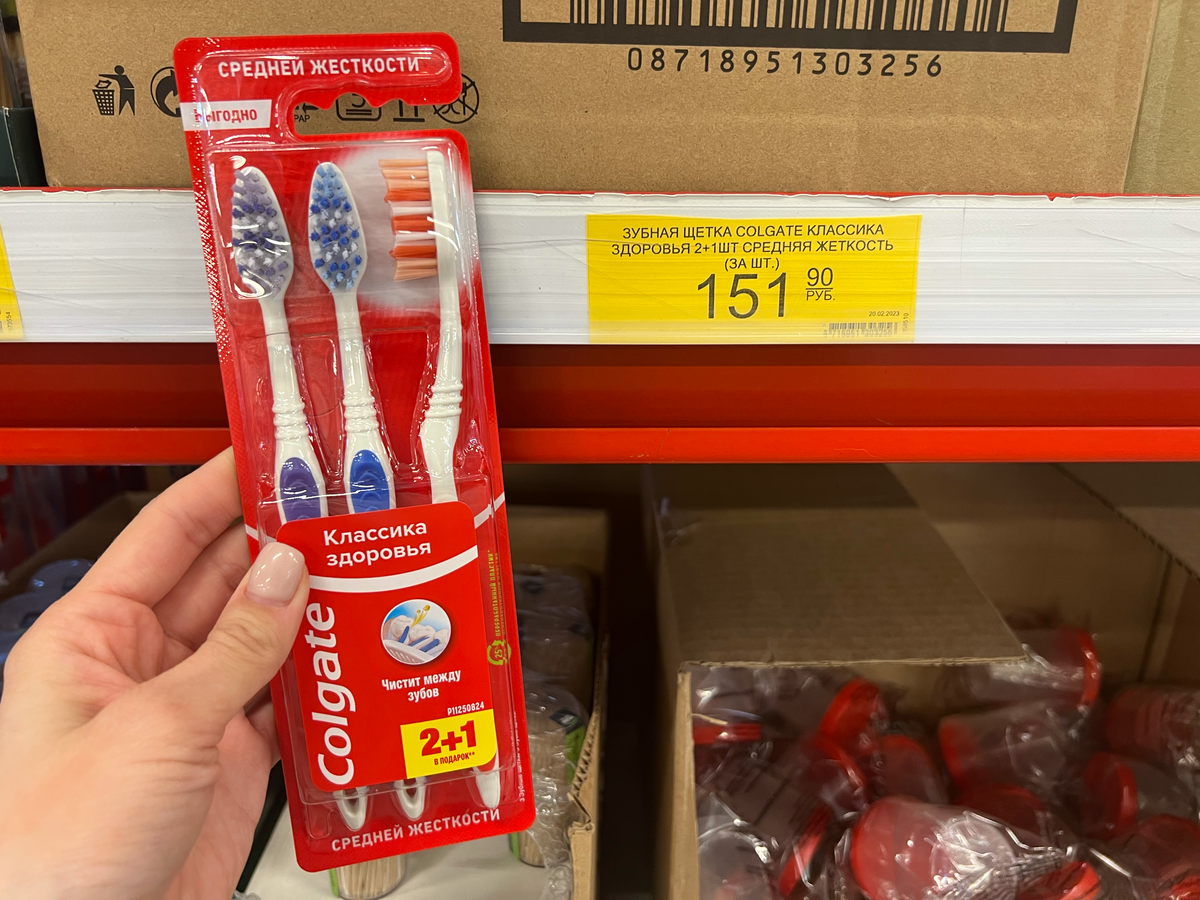 08718951303256
PAP
СРЕДНЕЙ ЖЕСТКОСТИ
ВЫГОДНО
Классика
здоровья
Colgate
Чистит между
зубов
P11250824
2+1
В ПОДАРОК**
СРЕДНЕЙ ЖЕСТКОСТИ
ЗУБНАЯ ЩЕТКА COLGATE КЛАССИКА
ЗДОРОВЬЯ 2+1ШТ СРЕДНЯЯ ЖЕТКОСТЬ
(ЗА ШТ.)
151 90
РУБ.
20.02.2023